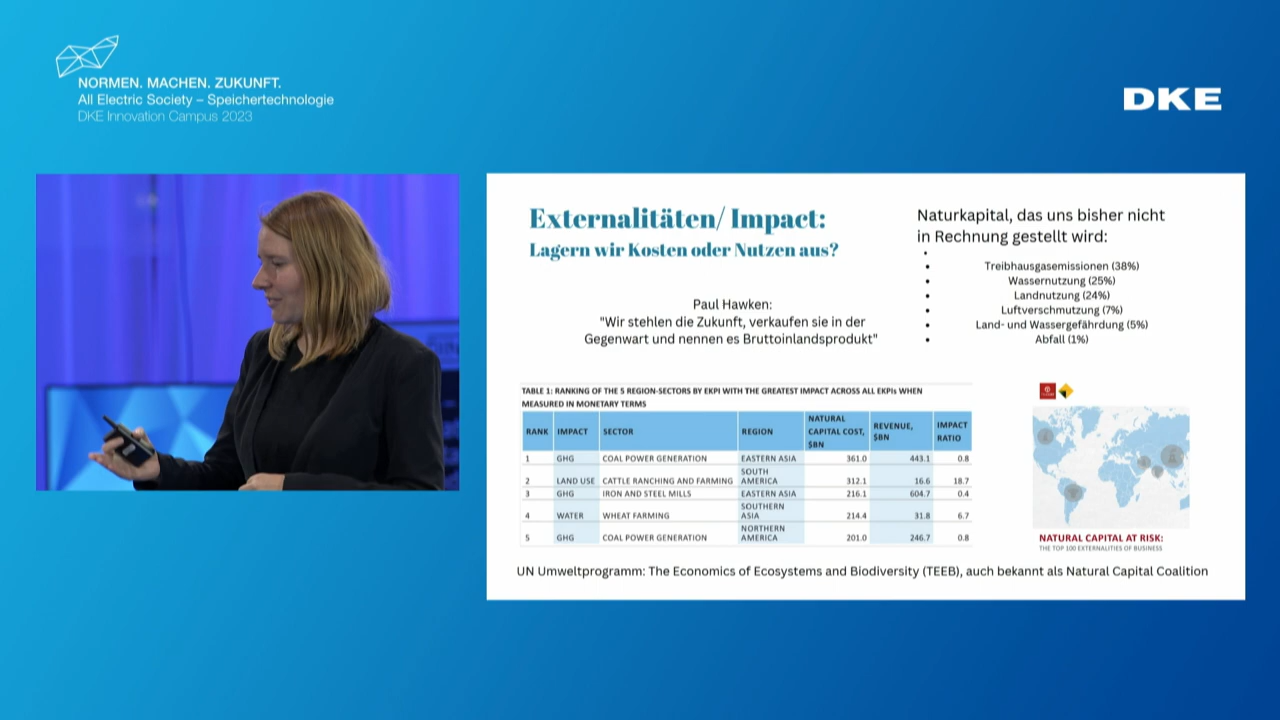 NORMEN. MACHEN. ZUKUNFT.
All Electric Society – Speichertechnologie
DKE Innovation Campus 2023
DKE
Externalitäten/ Impact:
Lagern wir Kosten oder Nutzen aus?
Paul Hawken:
"Wir stehlen die Zukunft, verkaufen sie in der
Gegenwart und nennen es Bruttoinlandsprodukt"
Naturkapital, das uns bisher nicht
in Rechnung gestellt wird:
•
• Treibhausgasemissionen (38%)
• Wassernutzung (25%)
• Landnutzung (24%)
• Luftverschmutzung (7%)
• Land- und Wassergefährdung (5%)
• Abfall (1%)
TABLE 1: RANKING OF THE 5 REGION-SECTORS BY EKPI WITH THE GREATEST IMPACT ACROSS ALL EKPIs WHEN
MEASURED IN MONETARY TERMS
RANK IMPACT SECTOR REGION NATURAL CAPITAL COST, $BN REVENUE, $BN IMPACT RATIO
1 GHG COAL POWER GENERATION EASTERN ASIA 361.0 443.1 0.8
2 LAND USE CATTLE RANCHING AND FARMING SOUTH AMERICA 312.1 16.6 18.7
3 GHG IRON AND STEEL MILLS EASTERN ASIA 216.1 604.7 0.4
4 WATER WHEAT FARMING SOUTHERN ASIA 214.4 31.8 6.7
5 GHG COAL POWER GENERATION NORTHERN AMERICA 201.0 246.7 0.8
NATURAL CAPITAL AT RISK:
THE TOP 100 EXTERNALITIES OF BUSINESS
UN Umweltprogramm: The Economics of Ecosystems and Biodiversity (TEEB), auch bekannt als Natural Capital Coalition